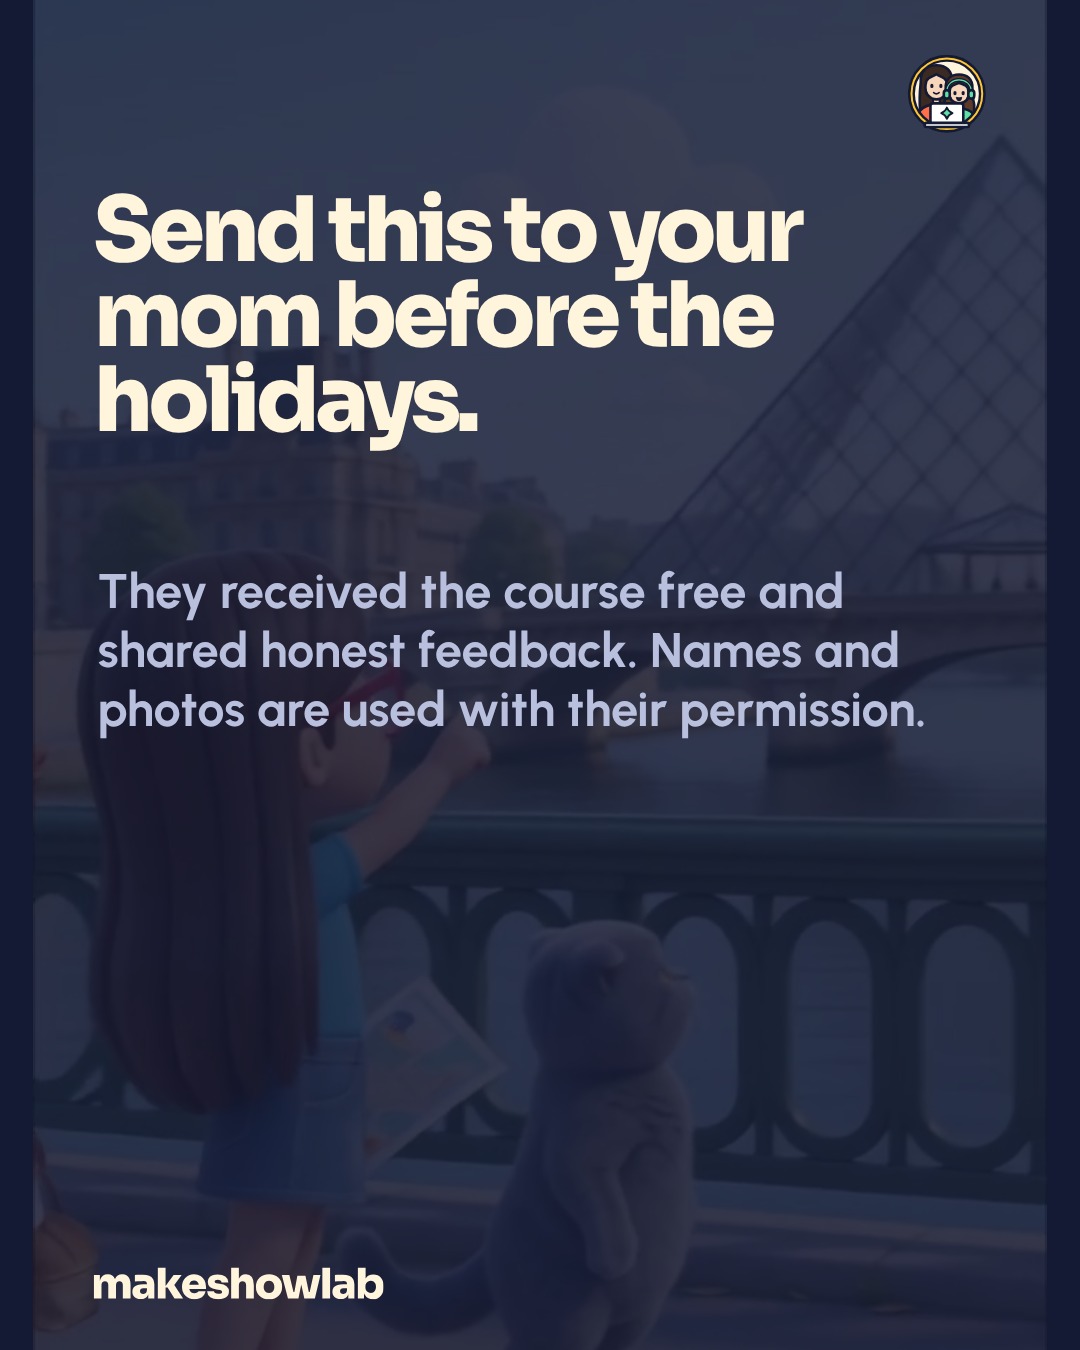 Send this to your
mom before the
holidays.
They received the course free and
shared honest feedback. Names and
photos are used with their permission.
makeshowlab